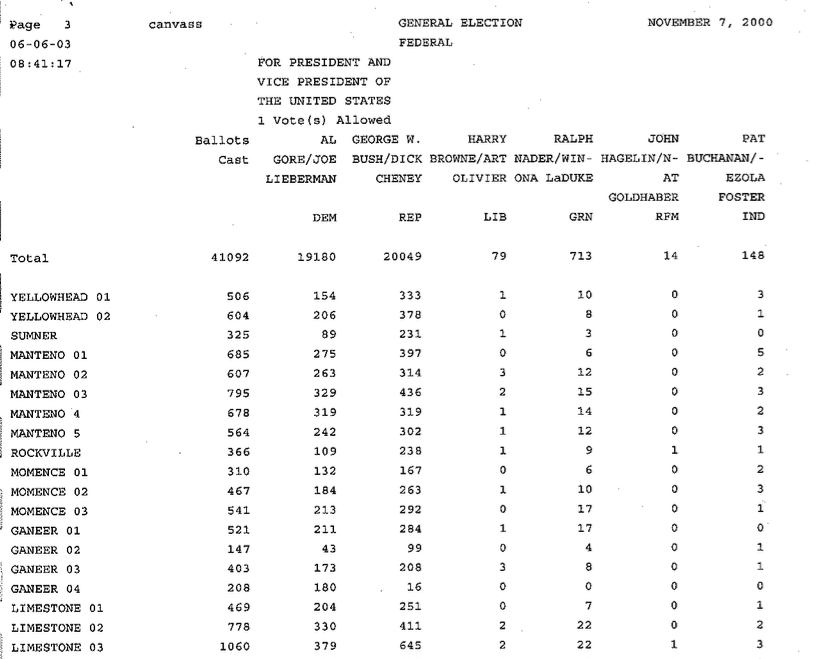 Page 3 canvass GENERAL ELECTION NOVEMBER 7, 2000
06-06-03 FEDERAL
08:41:17 FOR PRESIDENT AND
VICE PRESIDENT OF
THE UNITED STATES
1 Vote(s) Allowed
Ballots AL GEORGE W. HARRY RALPH JOHN PAT
Cast GORE/JOE BUSH/DICK BROWNE/ART NADER/WIN- HAGELIN/N- BUCHANAN/-
LIEBERMAN CHENEY OLIVIER ONA LaDUKE AT EZOLA
GOLDHABER FOSTER
DEM REP LIB GRN RFM IND
Total 41092 19180 20049 79 713 14 148
YELLOWHEAD 01 506 154 333 1 10 0 3
YELLOWHEAD 02 604 206 378 0 8 0 1
SUMNER 325 89 231 1 3 0 0
MANTENO 01 685 275 397 0 6 0 5
MANTENO 02 607 263 314 3 12 0 2
MANTENO 03 795 329 436 2 15 0 3
MANTENO 4 678 319 319 1 14 0 2
MANTENO 5 564 242 302 1 12 0 3
ROCKVILLE 366 109 238 1 9 1 1
MOMENCE 01 310 132 167 0 6 0 2
MOMENCE 02 467 184 263 1 10 0 3
MOMENCE 03 541 213 292 0 17 0 1
GANEER 01 521 211 284 1 17 0 0
GANEER 02 147 43 99 0 4 0 1
GANEER 03 403 173 208 3 8 0 1
GANEER 04 208 180 16 0 0 0 0
LIMESTONE 01 469 204 251 0 7 0 1
LIMESTONE 02 778 330 411 2 22 0 2
LIMESTONE 03 1060 379 645 2 22 1 3